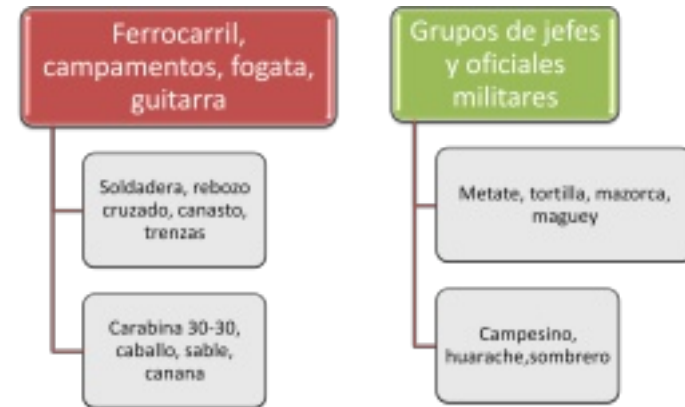 Ferrocarril,
campamentos, fogata,
guitarra
Soldadera, rebozo
cruzado, canasto,
trenzas
Carabina 30-30,
caballo, sable,
canana
Grupos de jefes
y oficiales
militares
Metate, tortilla, mazorca,
maguey
Campesino,
huarache,sombrero